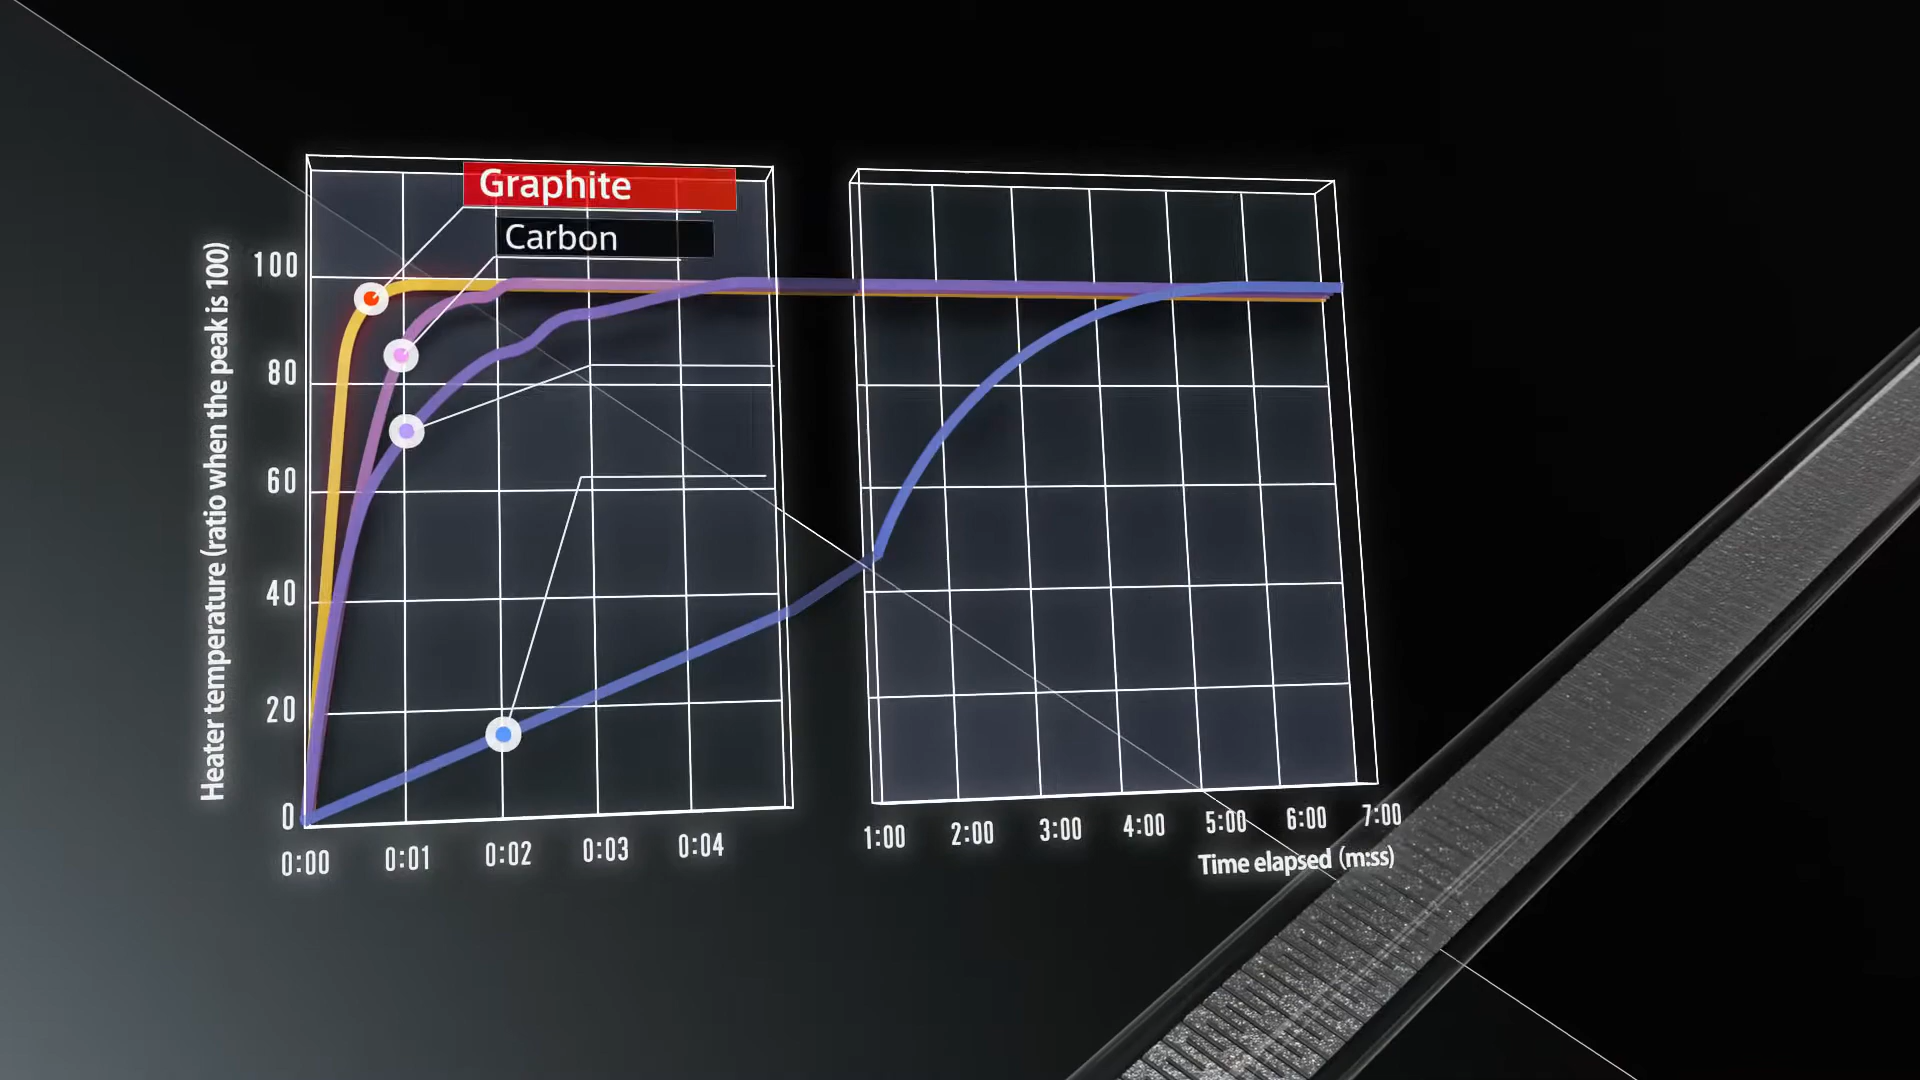 Graphite
Carbon
Heater temperature (ratio when the peak is 100)
100
80
60
40
20
0
0:00 0:01 0:02 0:03 0:04
1:00 2:00 3:00 4:00 5:00 6:00 7:00
Time elapsed (m:ss)